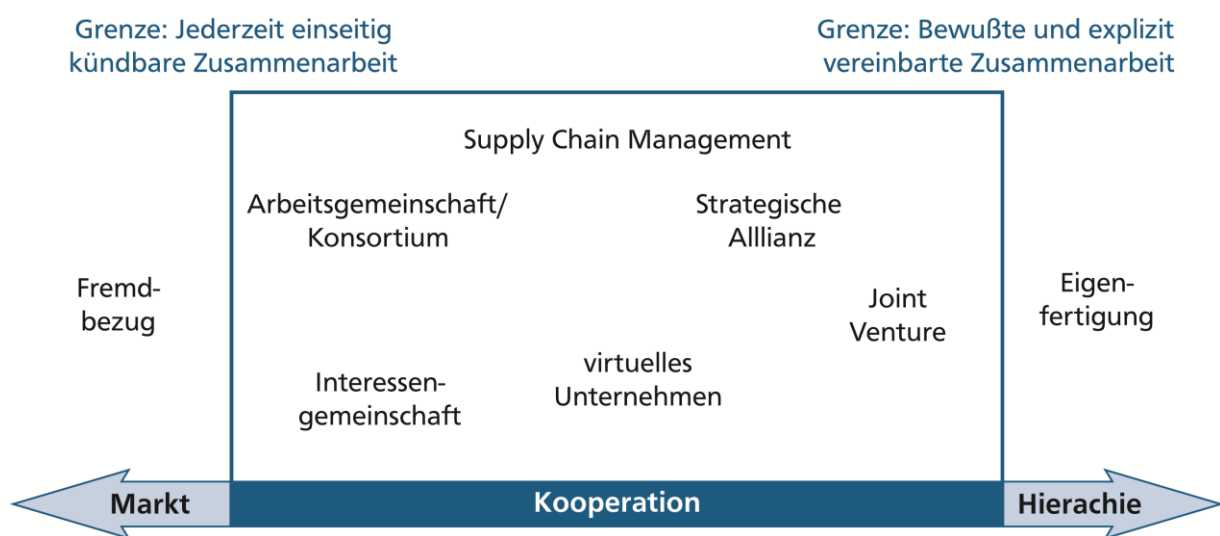 Grenze: Jederzeit einseitig
kündbare Zusammenarbeit
Grenze: Bewußte und explizit
vereinbarte Zusammenarbeit
Supply Chain Management
Arbeitsgemeinschaft/
Konsortium
Strategische
Alllianz
Fremd-
bezug
Joint
Venture
Eigen-
fertigung
Interessen-
gemeinschaft
virtuelles
Unternehmen
Markt
Kooperation
Hierachie